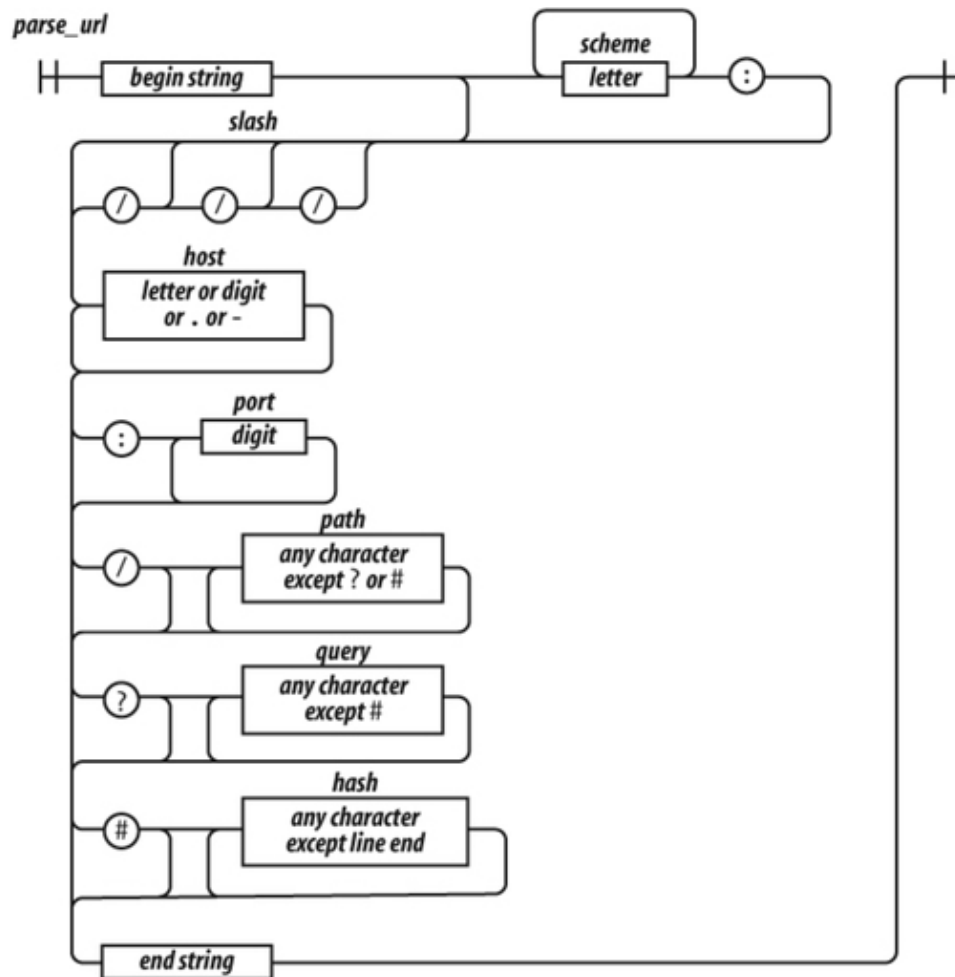 parse_url
scheme
begin string
letter
:
slash
/ / /
host
letter or digit
or . or -
port
: digit
path
/ any character
except ? or #
query
? any character
except #
hash
# any character
except line end
end string